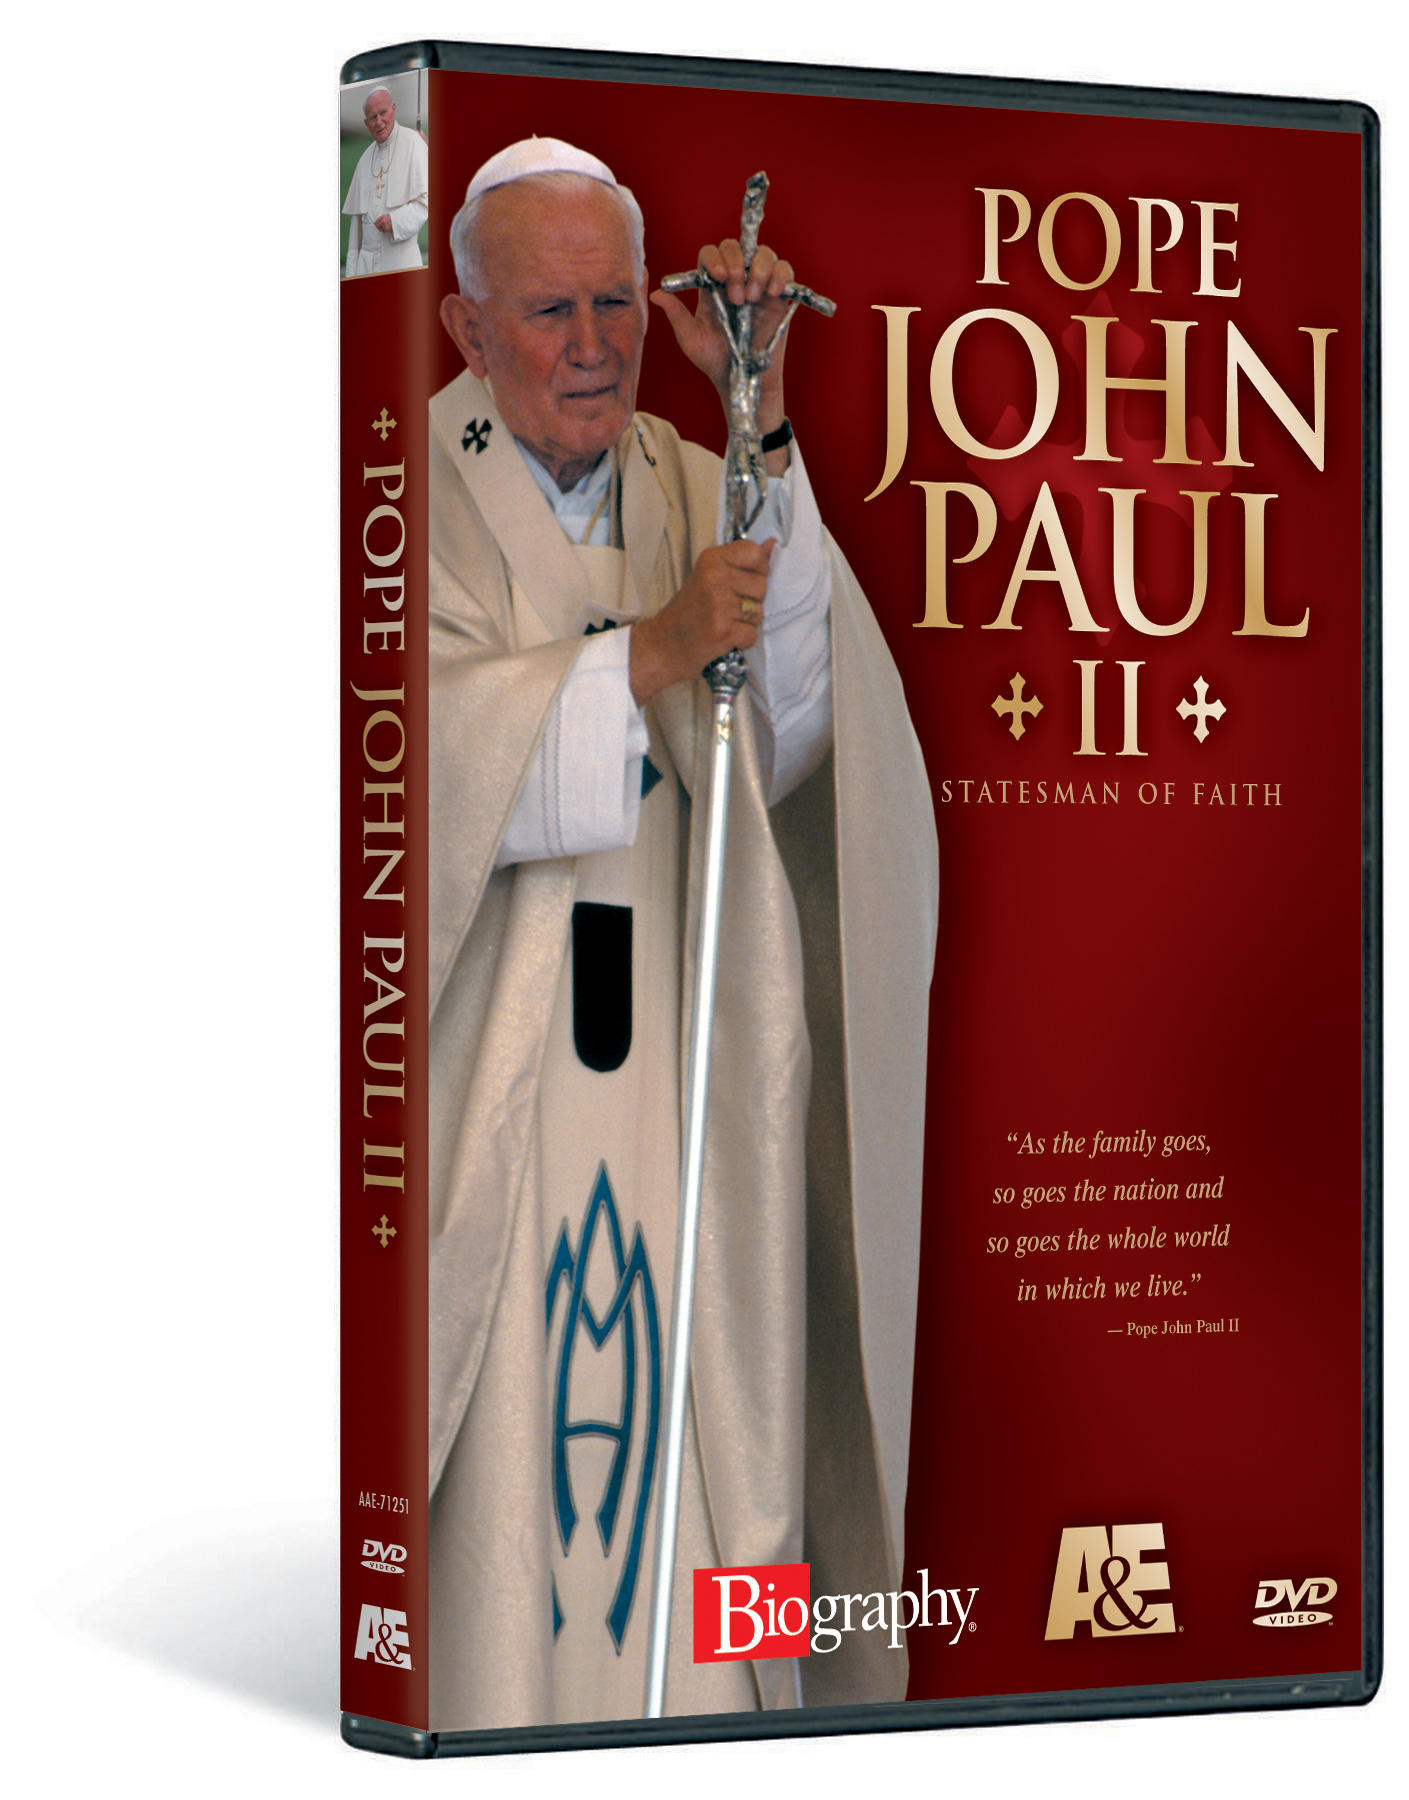 POPE JOHN PAUL II
AAE-71251
DVD
VIDEO
A&E
POPE
JOHN
PAUL
II
STATESMAN OF FAITH
“As the family goes,
so goes the nation and
so goes the whole world
in which we live.”
— Pope John Paul II
Biography®
A&E®
DVD
VIDEO™